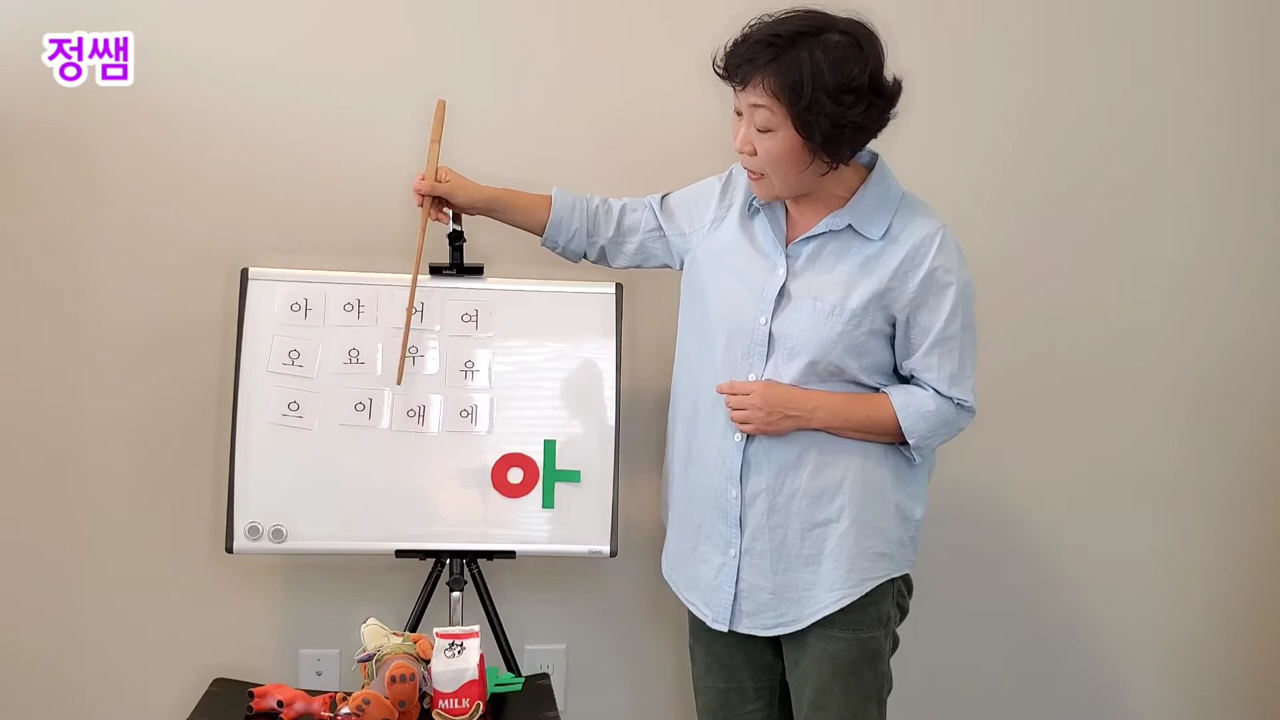 정쌤
아 야 어 여
오 요 우 유
으 이 애 에
아
MILK